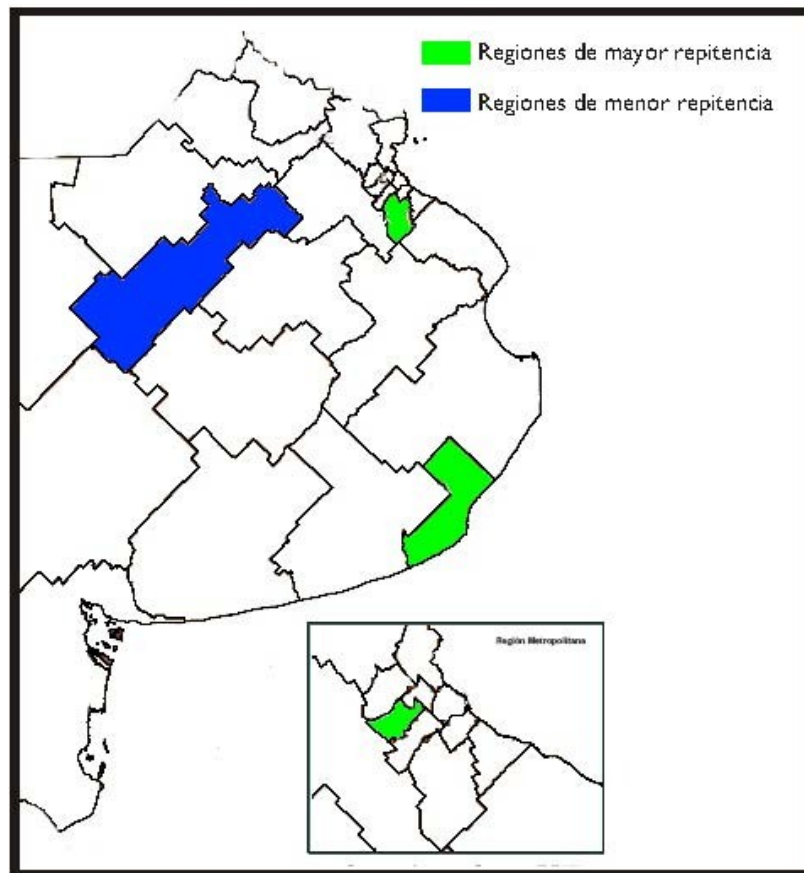 Regiones de mayor repitencia
Regiones de menor repitencia
Región Metropolitana